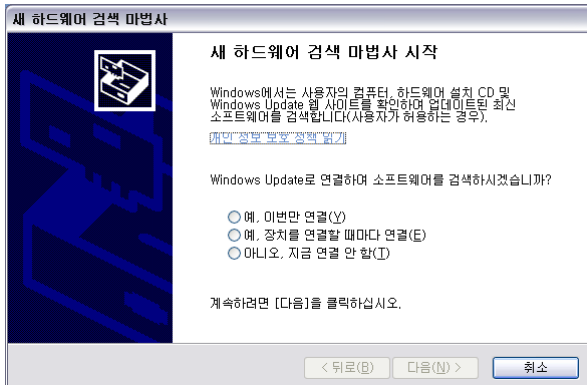 새 하드웨어 검색 마법사
새 하드웨어 검색 마법사 시작
Windows에서는 사용자의 컴퓨터, 하드웨어 설치 CD 및
Windows Update 웹 사이트를 확인하여 업데이트된 최신
소프트웨어를 검색합니다(사용자가 허용하는 경우).
개인 정보 보호 정책 읽기
Windows Update로 연결하여 소프트웨어를 검색하시겠습니까?
예, 이번만 연결(Y)
예, 장치를 연결할 때마다 연결(E)
아니오, 지금 연결 안 함(T)
계속하려면 [다음]을 클릭하십시오.
< 뒤로(B) 다음(N) > 취소